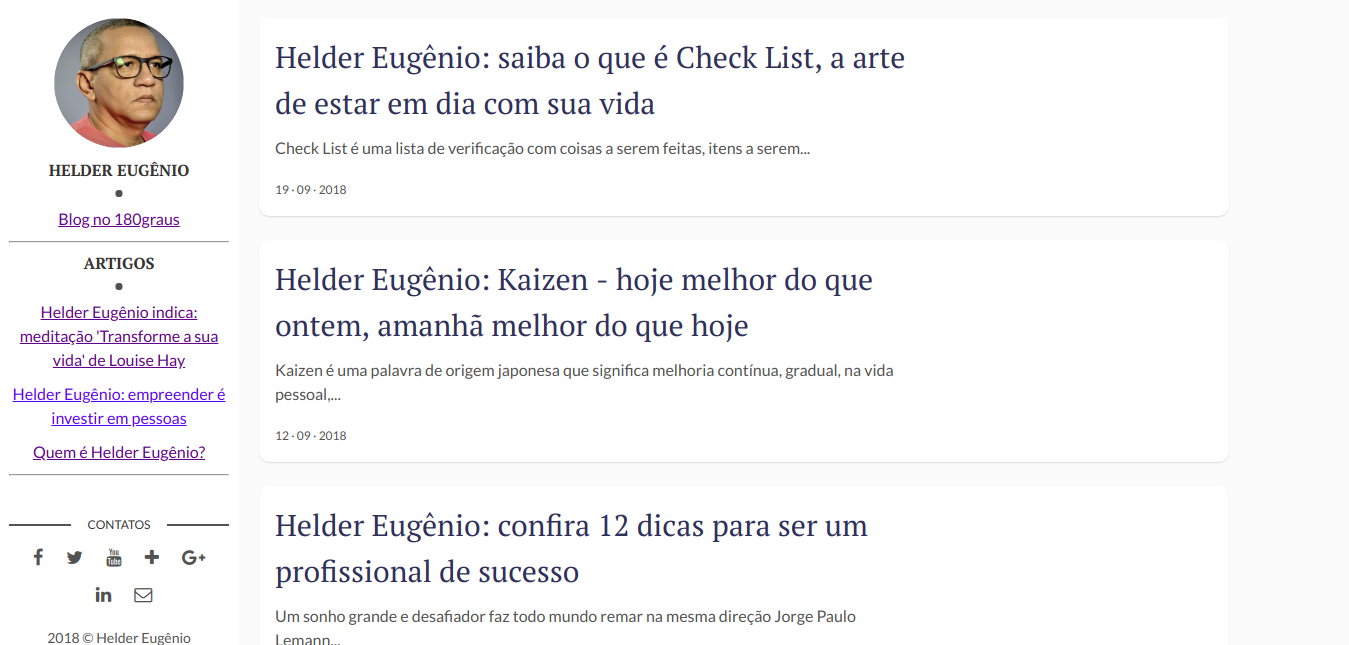 HELDER EUGÊNIO
Blog no 180graus
ARTIGOS
Helder Eugênio indica:
meditação 'Transforme a sua
vida' de Louise Hay
Helder Eugênio: empreender é
investir em pessoas
Quem é Helder Eugênio?
CONTATOS
You
Tube
G+
in
2018 © Helder Eugênio
Helder Eugênio: saiba o que é Check List, a arte
de estar em dia com sua vida
Check List é uma lista de verificação com coisas a serem feitas, itens a serem...
19 · 09 · 2018
Helder Eugênio: Kaizen - hoje melhor do que
ontem, amanhã melhor do que hoje
Kaizen é uma palavra de origem japonesa que significa melhoria contínua, gradual, na vida
pessoal,...
12 · 09 · 2018
Helder Eugênio: confira 12 dicas para ser um
profissional de sucesso
Um sonho grande e desafiador faz todo mundo remar na mesma direção Jorge Paulo
Lemann...